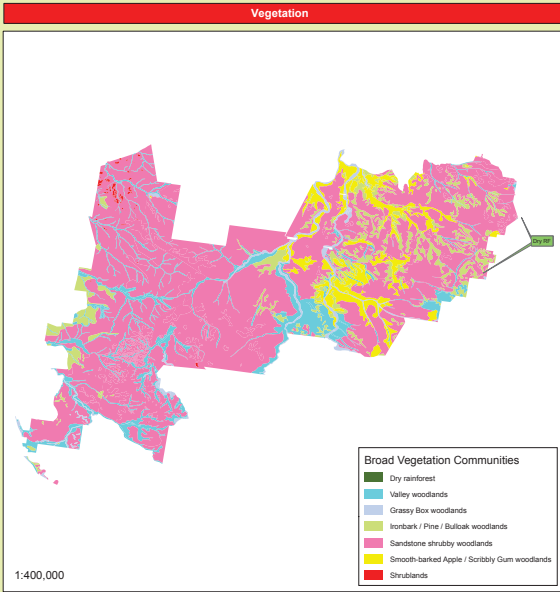 Vegetation
Dry RF
Broad Vegetation Communities
Dry rainforest
Valley woodlands
Grassy Box woodlands
Ironbark / Pine / Bulloak woodlands
Sandstone shrubby woodlands
Smooth-barked Apple / Scribbly Gum woodlands
Shrublands
1:400,000